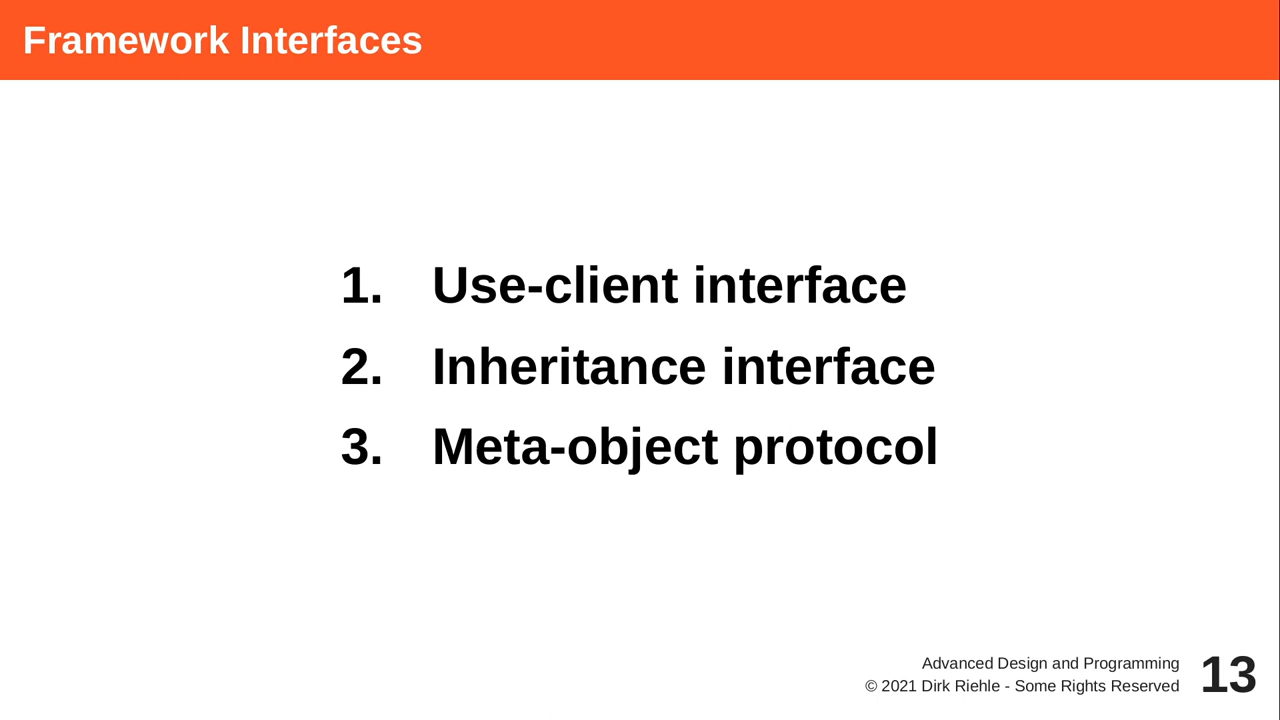 Framework Interfaces
1. Use-client interface
2. Inheritance interface
3. Meta-object protocol
Advanced Design and Programming
© 2021 Dirk Riehle - Some Rights Reserved
13